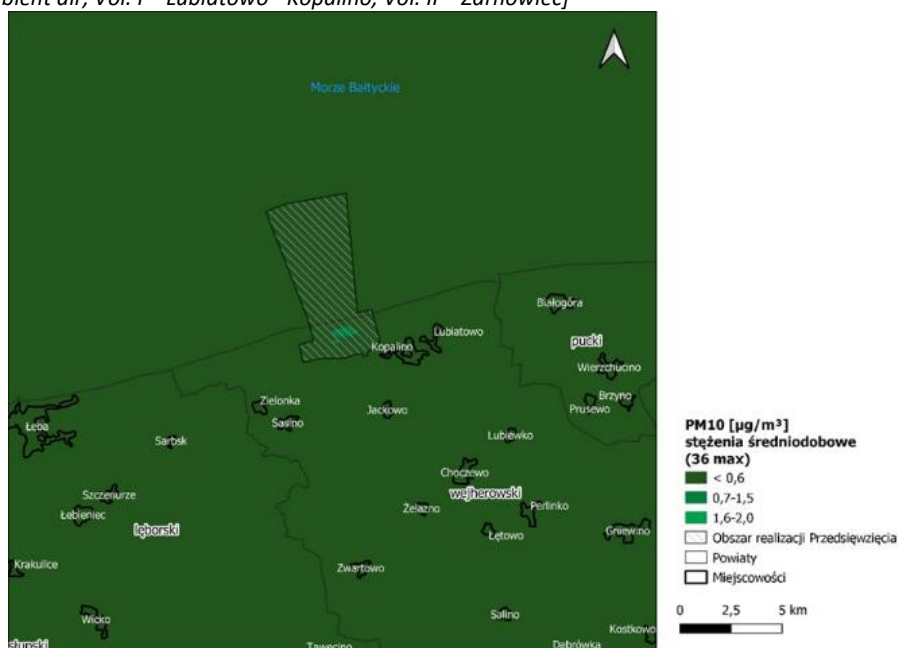 bient air, Vol. I – Lubiatowo - Kopalino, Vol. II – Żarnowiec]
Morze Bałtyckie
Białogóra
Lubiatowo
pucki
Kopalino
Wierzchucino
Brzyno
Prusewo
Zielonka
Jackowo
Sasino
Łeba
Sarbsk
Lubiewko
Choczewo
wejherowski
Szczenurze
Łebieniec
Żelazno
Perlinko
lęborski
Łętowo
Gniewino
Krakulice
Zwartowo
Wicko
Salino
Kostkowo
słupski
Tawęcino
Dąbrówka
PM10 [µg/m³]
stężenia średniodobowe
(36 max)
< 0,6
0,7-1,5
1,6-2,0
Obszar realizacji Przedsięwzięcia
Powiaty
Miejscowości
0 2,5 5 km